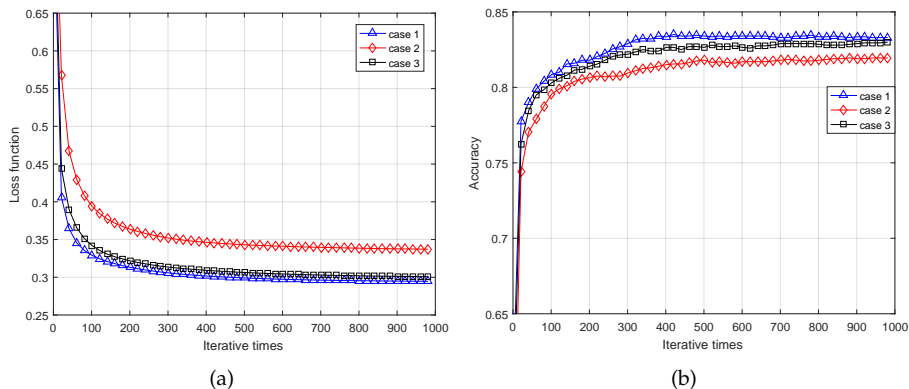 0.65
0.6
0.55
0.5
0.45
0.4
0.35
0.3
0.25
Loss function
0 100 200 300 400 500 600 700 800 900 1000
Iterative times
case 1
case 2
case 3
(a)
0.85
0.8
0.75
0.7
0.65
Accuracy
0 100 200 300 400 500 600 700 800 900 1000
Iterative times
case 1
case 2
case 3
(b)